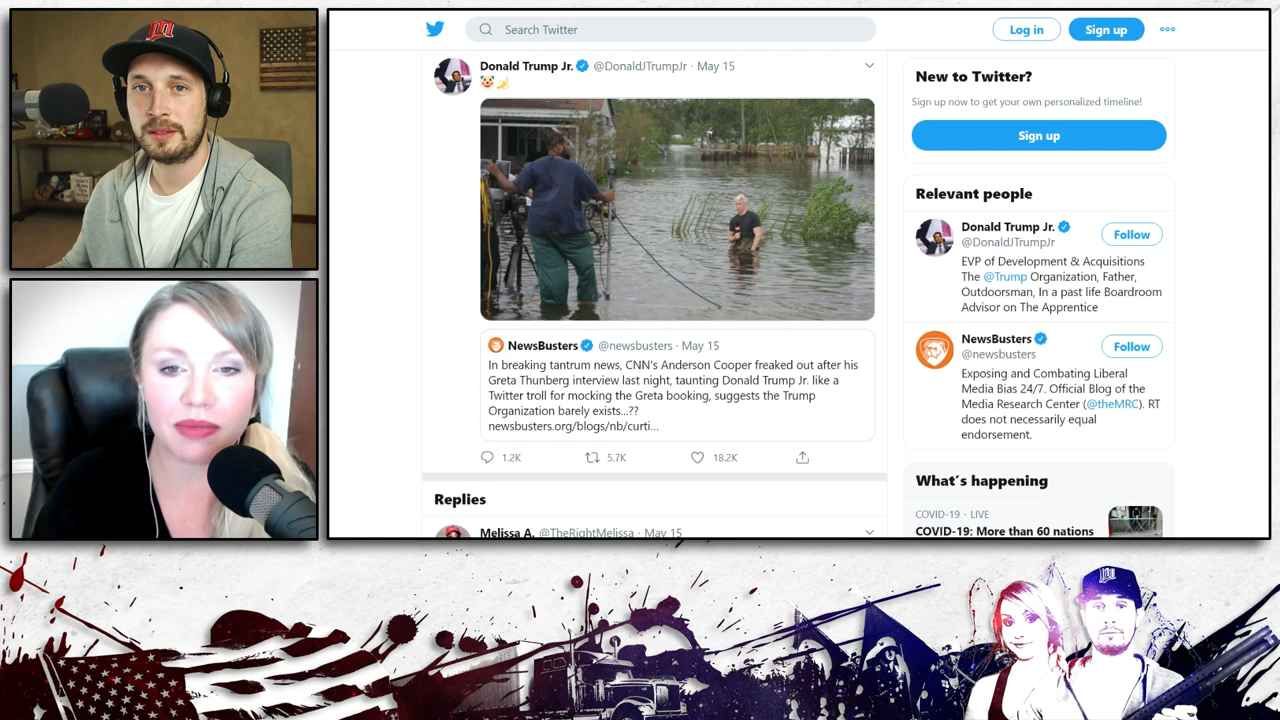 Search Twitter
Log in
Sign up
Donald Trump Jr. @DonaldJTrumpJr · May 15
🤡🍌
NewsBusters @newsbusters · May 15
In breaking tantrum news, CNN's Anderson Cooper freaked out after his
Greta Thunberg interview last night, taunting Donald Trump Jr. like a
Twitter troll for mocking the Greta booking, suggests the Trump
Organization barely exists...??
newsbusters.org/blogs/nb/curti...
1.2K
5.7K
18.2K
Replies
Melissa A. @TheRightMelissa · May 15
New to Twitter?
Sign up now to get your own personalized timeline!
Sign up
Relevant people
Donald Trump Jr.
@DonaldJTrumpJr
Follow
EVP of Development & Acquisitions
The @Trump Organization, Father,
Outdoorsman, In a past life Boardroom
Advisor on The Apprentice
NewsBusters
@newsbusters
Follow
Exposing and Combating Liberal
Media Bias 24/7. Official Blog of the
Media Research Center (@theMRC). RT
does not necessarily equal
endorsement.
What's happening
COVID-19 · LIVE
COVID-19: More than 60 nations